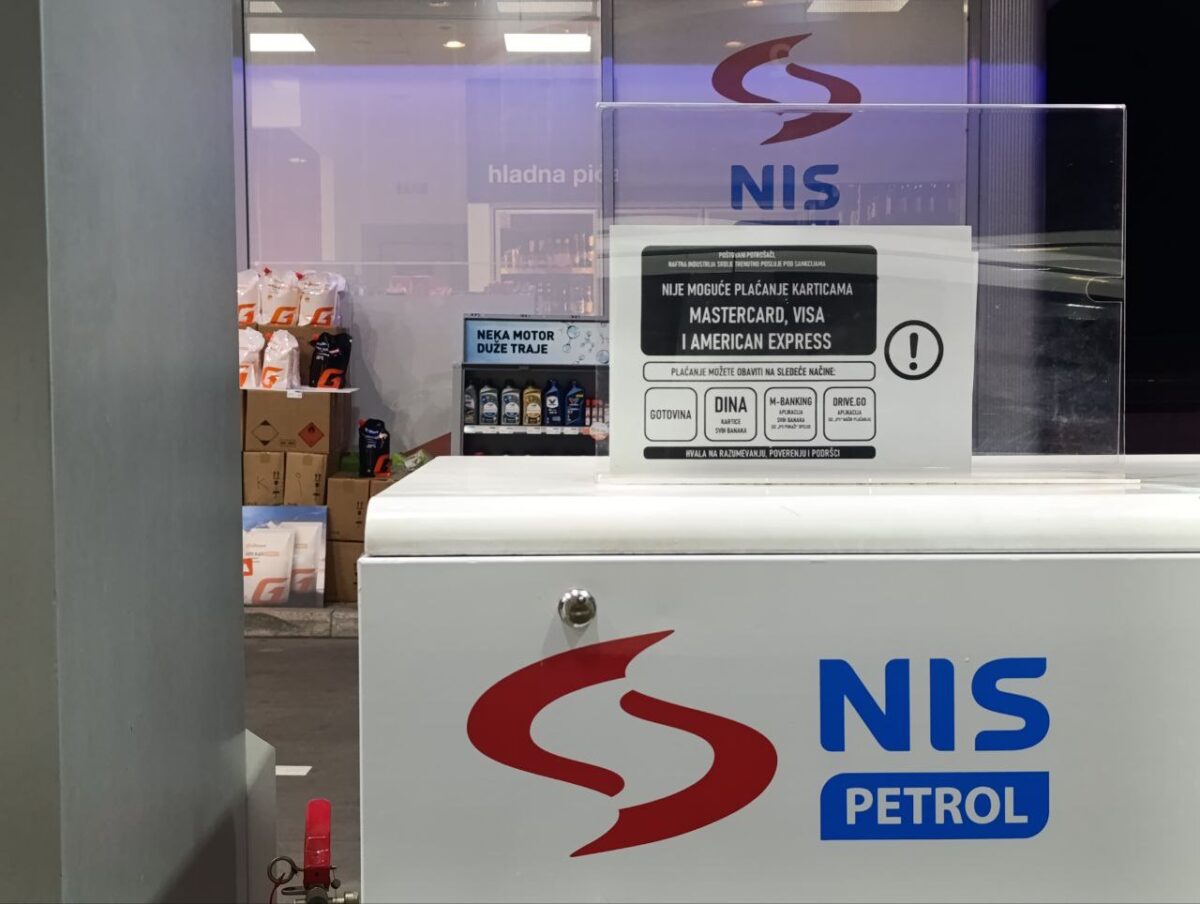 NIS
hladna pića
POŠTOVANI POTROŠAČI,
NAFTNA INDUSTRIJA SRBIJE TRENUTNO POSLUJE POD SANKCIJAMA
NIJE MOGUĆE PLAĆANJE KARTICAMA
MASTERCARD, VISA
I AMERICAN EXPRESS
!
PLAĆANJE MOŽETE OBAVITI NA SLEDEĆE NAČINE:
GOTOVINA
DINA
KARTICE
SVIH BANAKA
M-BANKING
APLIKACIJA
SVIH BANAKA
DRIVE.GO
APLIKACIJA
HVALA NA RAZUMEVANJU, POVERENJU I PODRŠCI
NEKA MOTOR
DUŽE TRAJE
G
G
G
NIS
PETROL